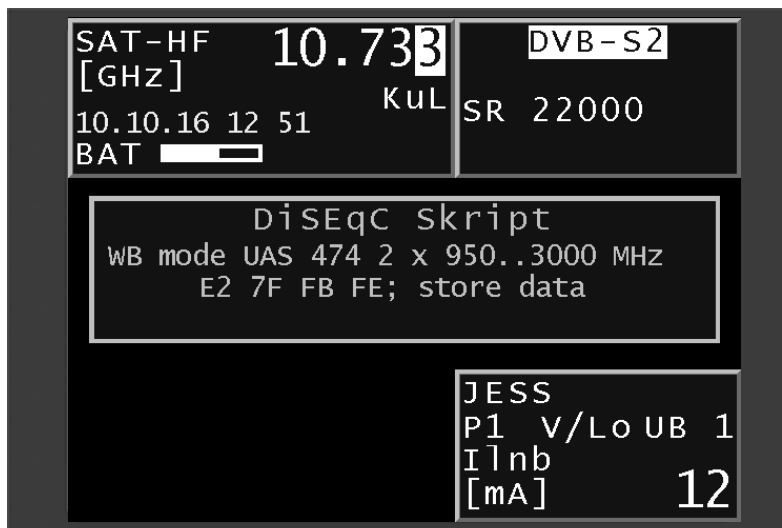 SAT-HF 10.733
[GHz]
KuL
10.10.16 12 51
BAT
DVB-S2
SR 22000
DiSEqC Skript
WB mode UAS 474 2 x 950..3000 MHz
E2 7F FB FE; store data
JESS
P1 V/Lo UB 1
Ilnb
[mA] 12